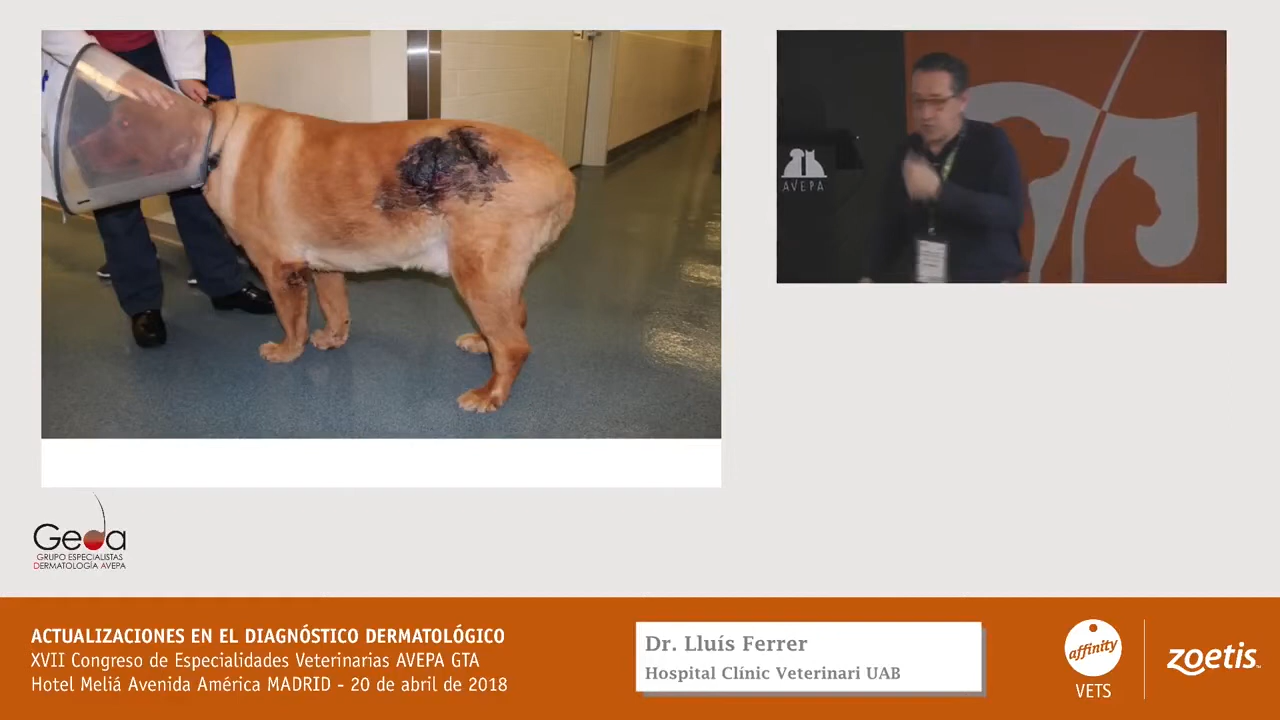 AVEPA
Geda
GRUPO ESPECIALISTAS
DERMATOLOGÍA AVEPA
ACTUALIZACIONES EN EL DIAGNÓSTICO DERMATOLÓGICO
XVII Congreso de Especialidades Veterinarias AVEPA GTA
Hotel Meliá Avenida América MADRID - 20 de abril de 2018
Dr. Lluís Ferrer
Hospital Clínic Veterinari UAB
affinity
VETS
zoetis